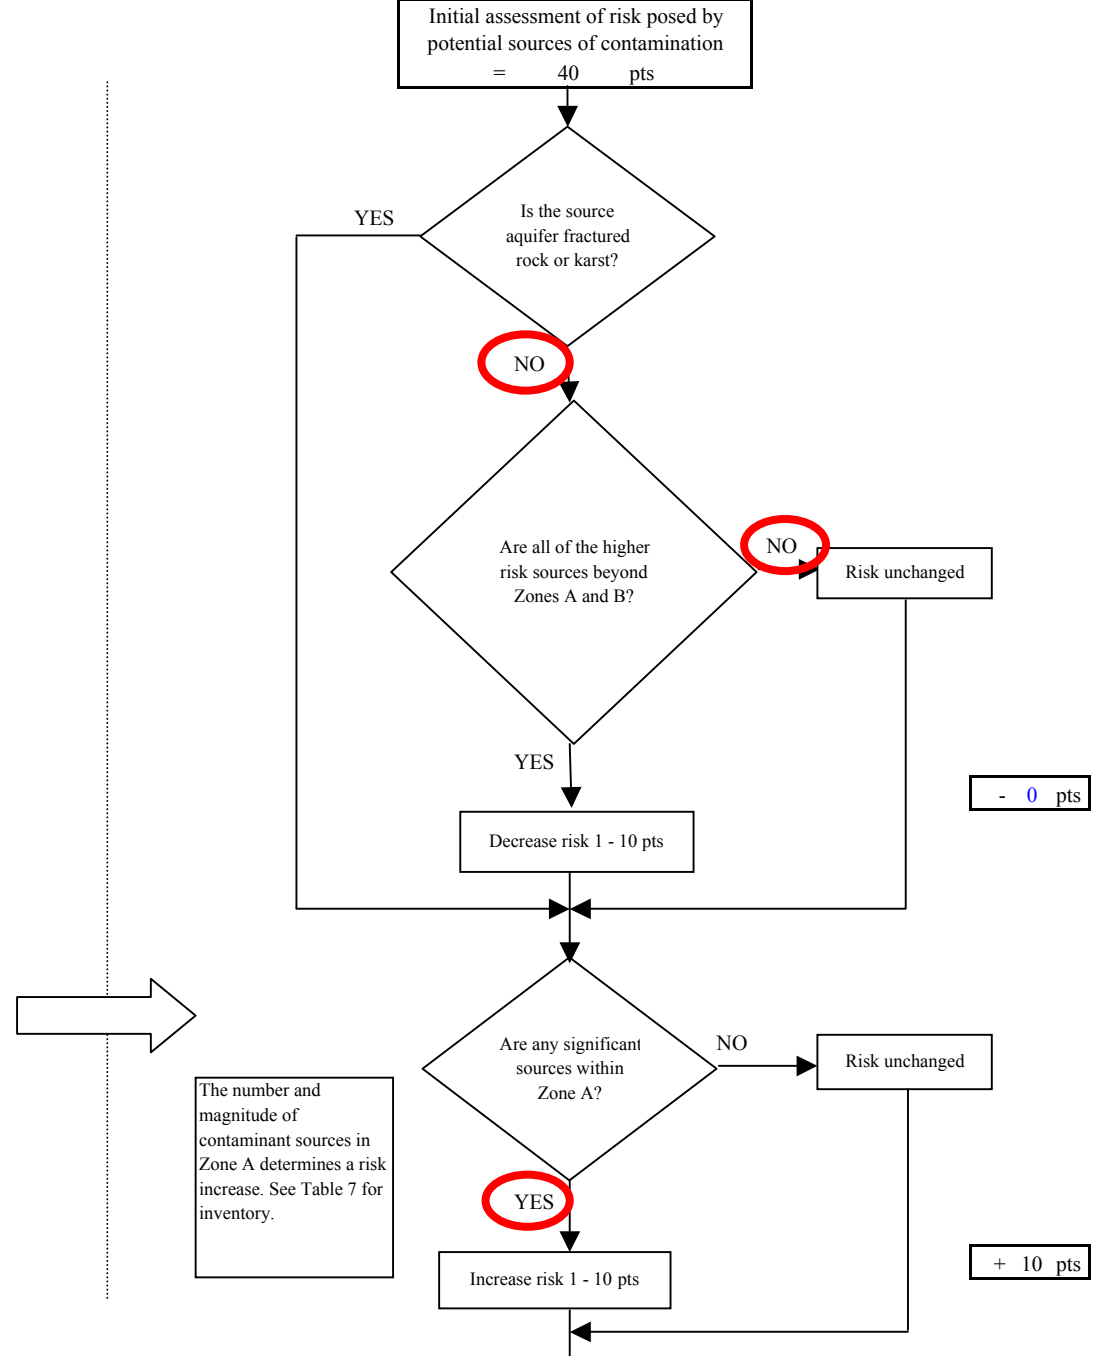 Initial assessment of risk posed by
potential sources of contamination
= 40 pts
YES
Is the source
aquifer fractured
rock or karst?
NO
Are all of the higher
risk sources beyond
Zones A and B?
NO
Risk unchanged
YES
- 0 pts
Decrease risk 1 - 10 pts
Are any significant
sources within
Zone A?
NO
Risk unchanged
The number and
magnitude of
contaminant sources in
Zone A determines a risk
increase. See Table 7 for
inventory.
YES
+ 10 pts
Increase risk 1 - 10 pts